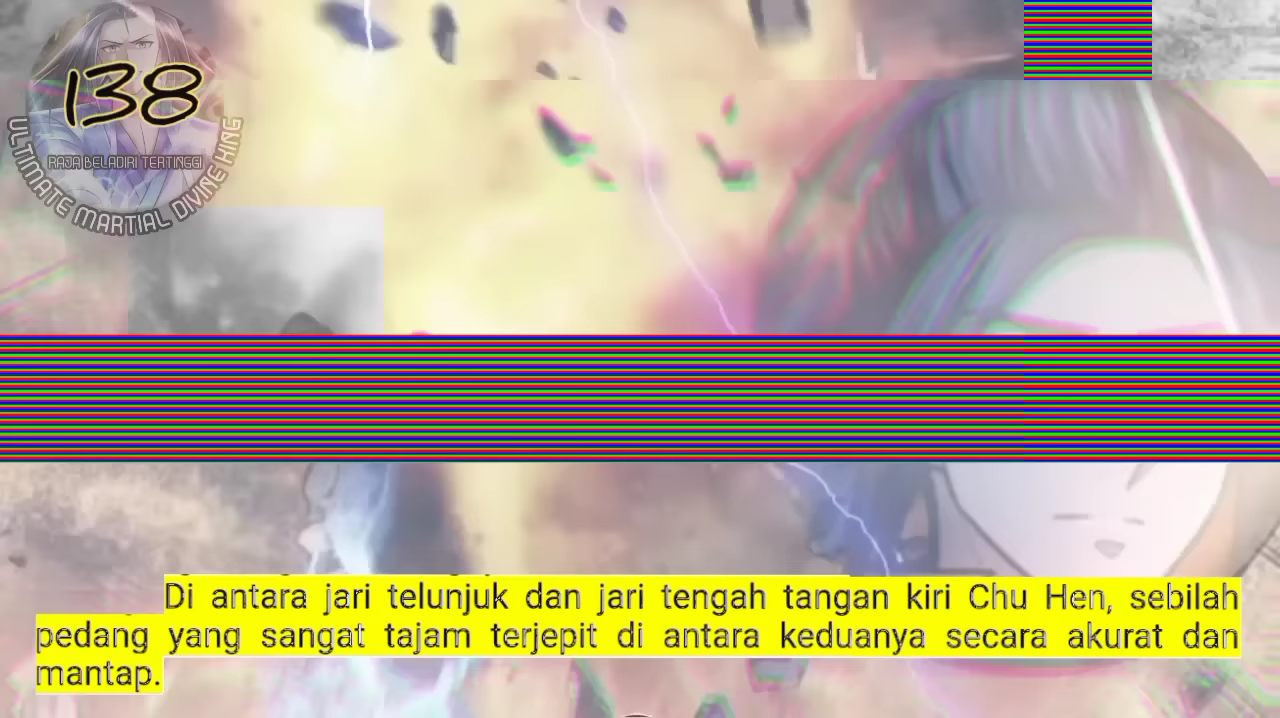 138
RAJA BELADIRI TERTINGGI
ULTIMATE MARTIAL DIVINE KING
Di antara jari telunjuk dan jari tengah tangan kiri Chu Hen, sebilah
pedang yang sangat tajam terjepit di antara keduanya secara akurat dan
mantap.